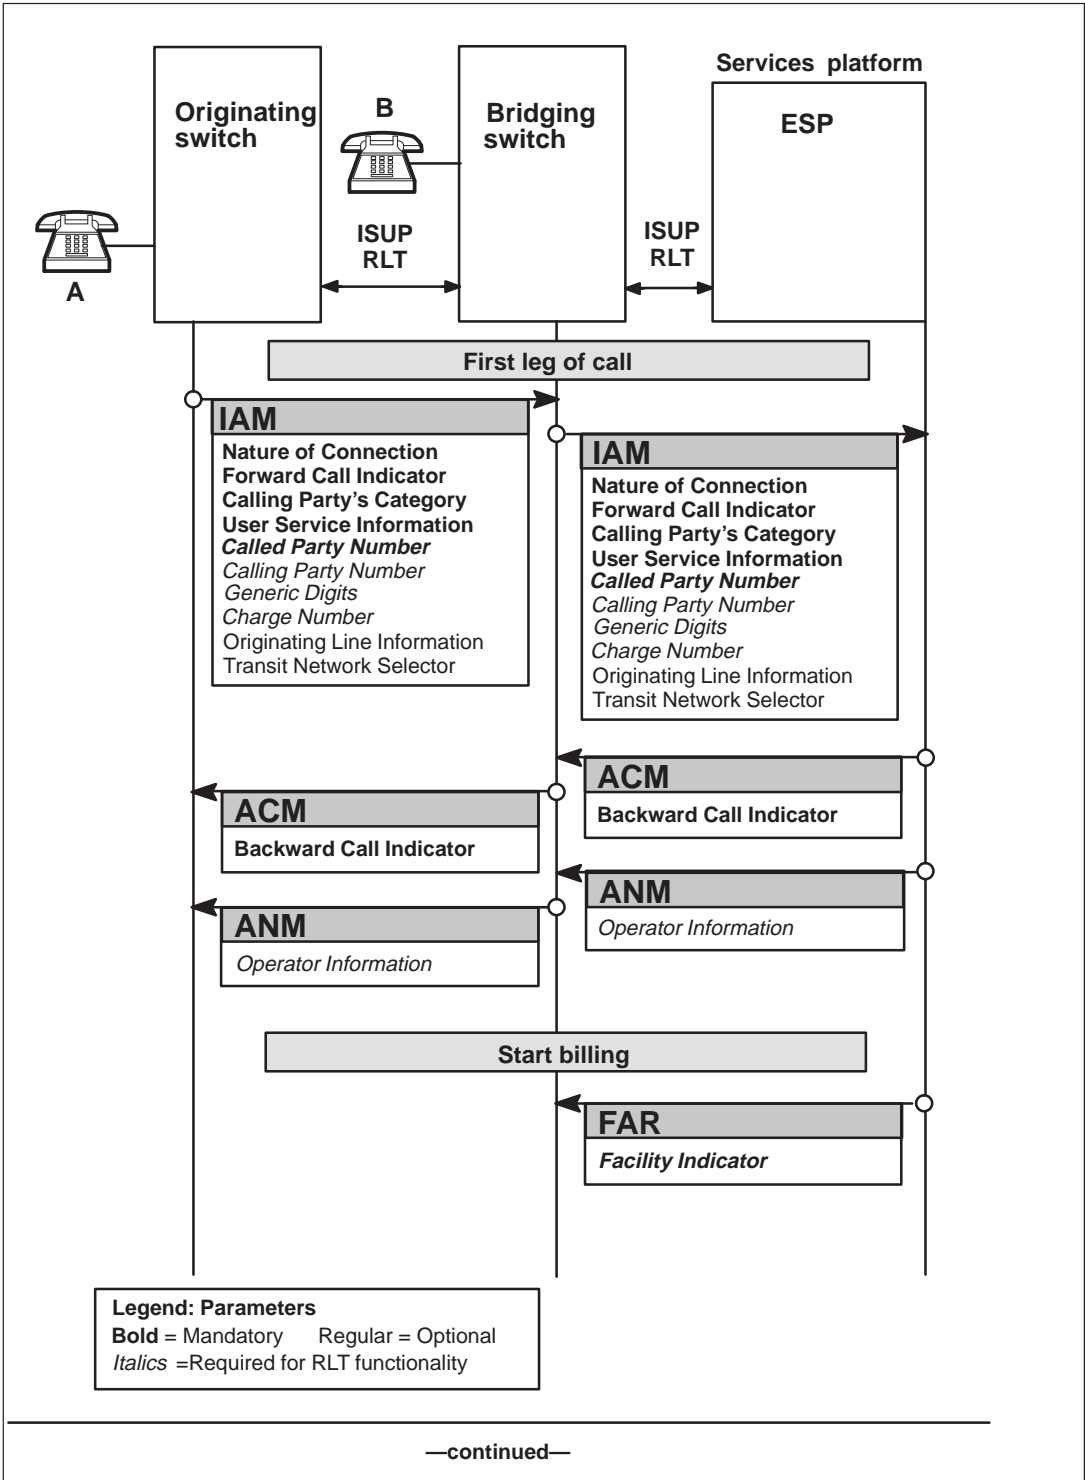 Services platform
Originating
switch
B
Bridging
switch
ESP
ISUP
RLT
ISUP
RLT
A
First leg of call
IAM
Nature of Connection
Forward Call Indicator
Calling Party's Category
User Service Information
Called Party Number
Calling Party Number
Generic Digits
Charge Number
Originating Line Information
Transit Network Selector
IAM
Nature of Connection
Forward Call Indicator
Calling Party's Category
User Service Information
Called Party Number
Calling Party Number
Generic Digits
Charge Number
Originating Line Information
Transit Network Selector
ACM
Backward Call Indicator
ACM
Backward Call Indicator
ANM
Operator Information
ANM
Operator Information
Start billing
FAR
Facility Indicator
Legend: Parameters
Bold = Mandatory Regular = Optional
Italics =Required for RLT functionality
—continued—